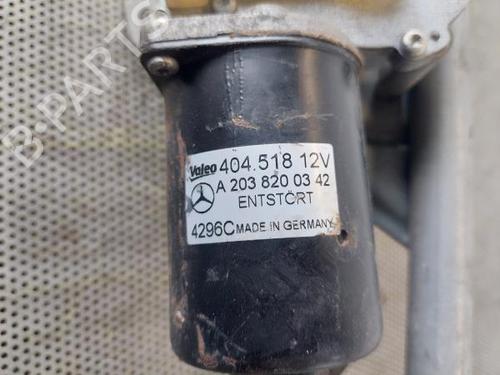 Valeo 404.518 12V
A 203 820 03 42
ENTSTÖRT
4296C MADE IN GERMANY
B-Parts